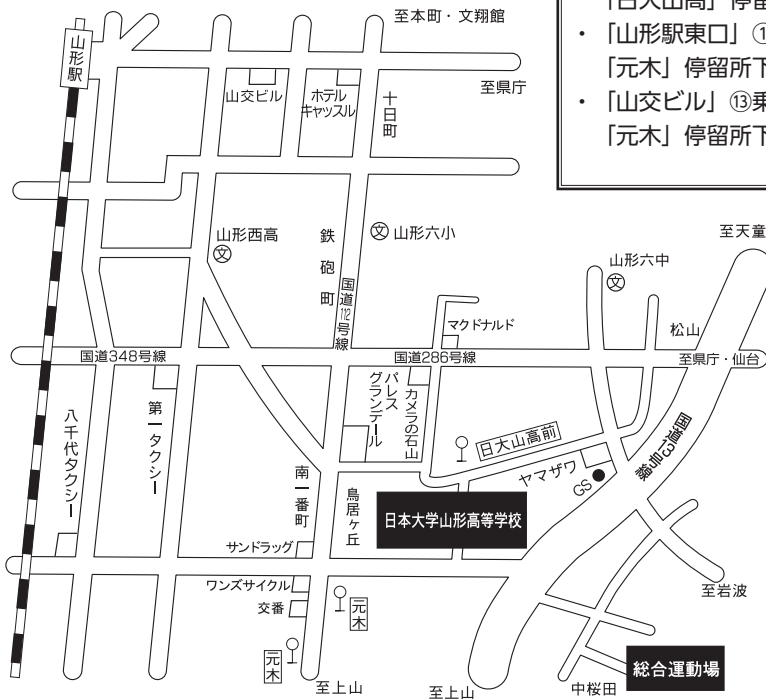 至本町・文翔館
山形駅
山交ビル
ホテル
キャッスル
十日町
至県庁
・「山形駅東口」
「元木」停留所
・「山交ビル」⑬乗
「元木」停留所
山形西高
文
鉄砲町
国道112号線
文
山形六小
山形六中
文
至天童
マクドナルド
松山
国道348号線
国道286号線
至県庁・仙台
八千代タクシー
第一タクシー
パレス
グランデール
カメラの石山
日大山高前
ヤマザワ
GS
国道13号線
南一番町
鳥居ヶ丘
日本大学山形高等学校
サンドラッグ
ワンズサイクル
交番
元木
元木
至岩波
総合運動場
至上山
至上山
中桜田